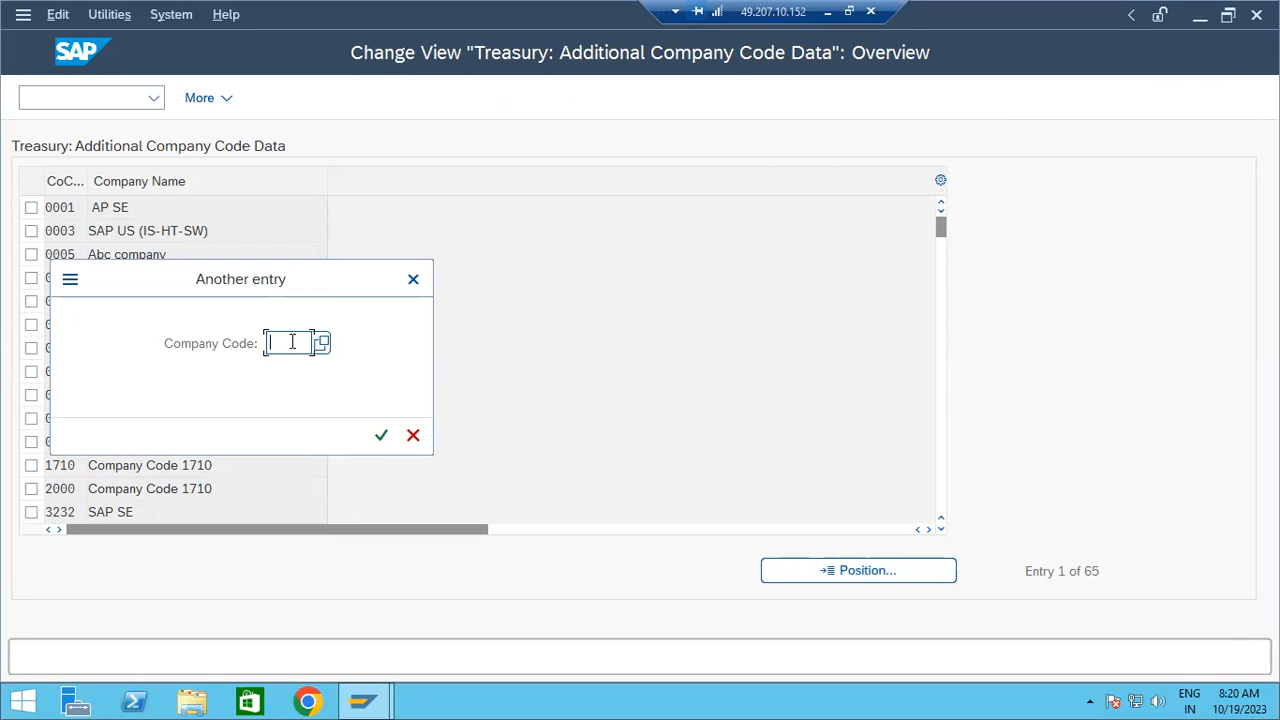 Edit Utilities System Help
49.207.10.152
SAP
Change View "Treasury: Additional Company Code Data": Overview
More
Treasury: Additional Company Code Data
CoC... Company Name
0001 AP SE
0003 SAP US (IS-HT-SW)
0005 Abc company
Another entry
Company Code:
1710 Company Code 1710
2000 Company Code 1710
3232 SAP SE
Position...
Entry 1 of 65
ENG
IN
8:20 AM
10/19/2023